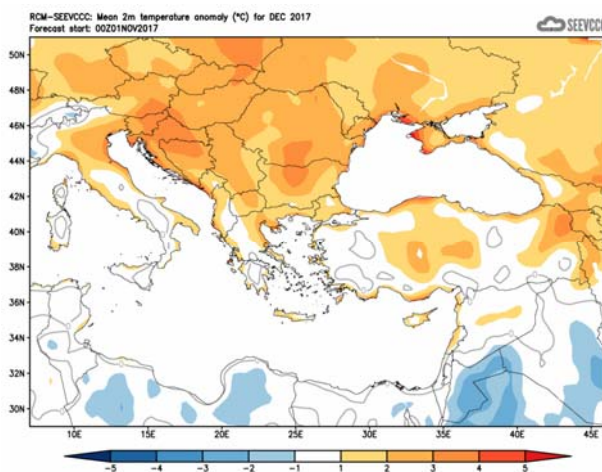 RCM-SEEVCCC: Mean 2m temperature anomaly (°C) for DEC 2017
Forecast start: 00Z01NOV2017
SEEVCCC
50N
48N
46N
44N
42N
40N
38N
36N
34N
32N
30N
10E 15E 20E 25E 30E 35E 40E 45E
-5 -4 -3 -2 -1 1 2 3 4 5